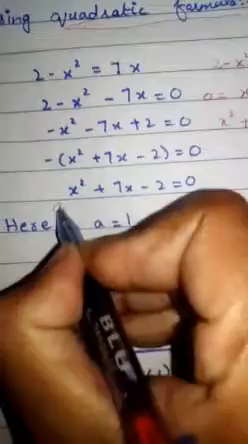 using quadratic formula
2 - x² = 7x
2 - x² - 7x = 0
-x² - 7x + 2 = 0
-(x² + 7x - 2) = 0
x² + 7x - 2 = 0
Here a = 1